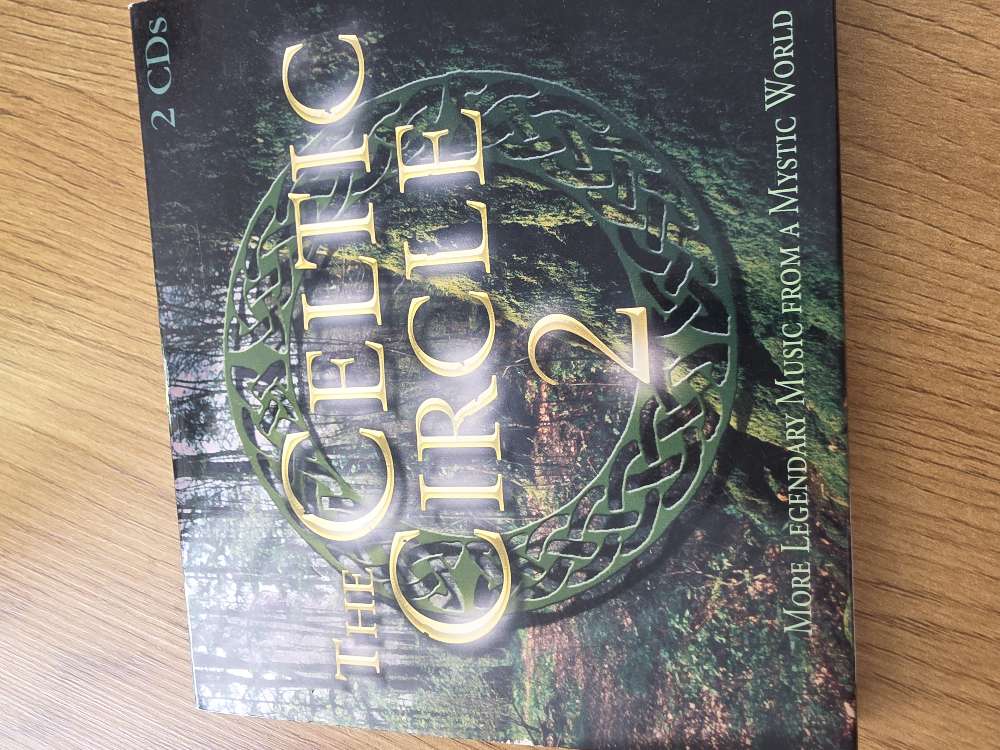 2 CDs
THE CELTIC
CIRCLE
2
MORE LEGENDARY MUSIC FROM A MYSTIC WORLD